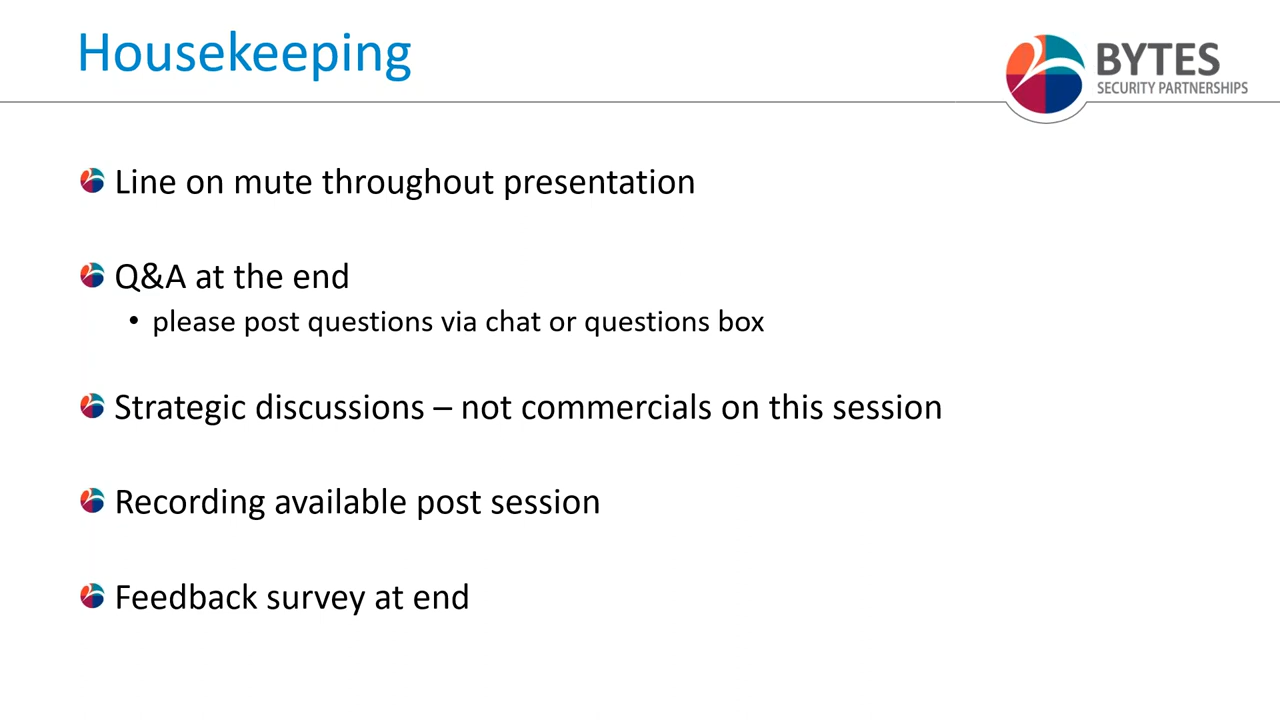 Housekeeping
BYTES
SECURITY PARTNERSHIPS
Line on mute throughout presentation
Q&A at the end
• please post questions via chat or questions box
Strategic discussions – not commercials on this session
Recording available post session
Feedback survey at end